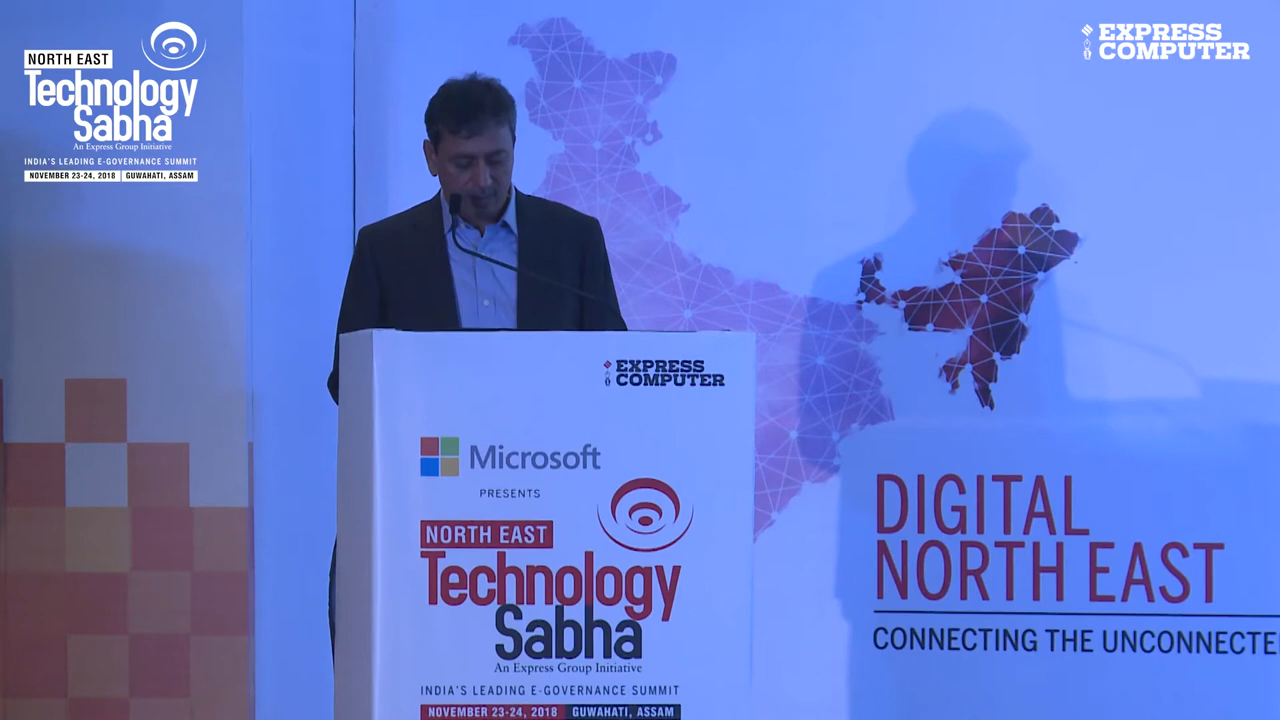 NORTH EAST
Technology
Sabha
An Express Group Initiative
INDIA'S LEADING E-GOVERNANCE SUMMIT
NOVEMBER 23-24, 2018 | GUWAHATI, ASSAM
EXPRESS
COMPUTER
EXPRESS
COMPUTER
Microsoft
PRESENTS
NORTH EAST
Technology
Sabha
An Express Group Initiative
INDIA'S LEADING E-GOVERNANCE SUMMIT
NOVEMBER 23-24, 2018 GUWAHATI, ASSAM
DIGITAL
NORTH EAST
CONNECTING THE UNCONNECTE